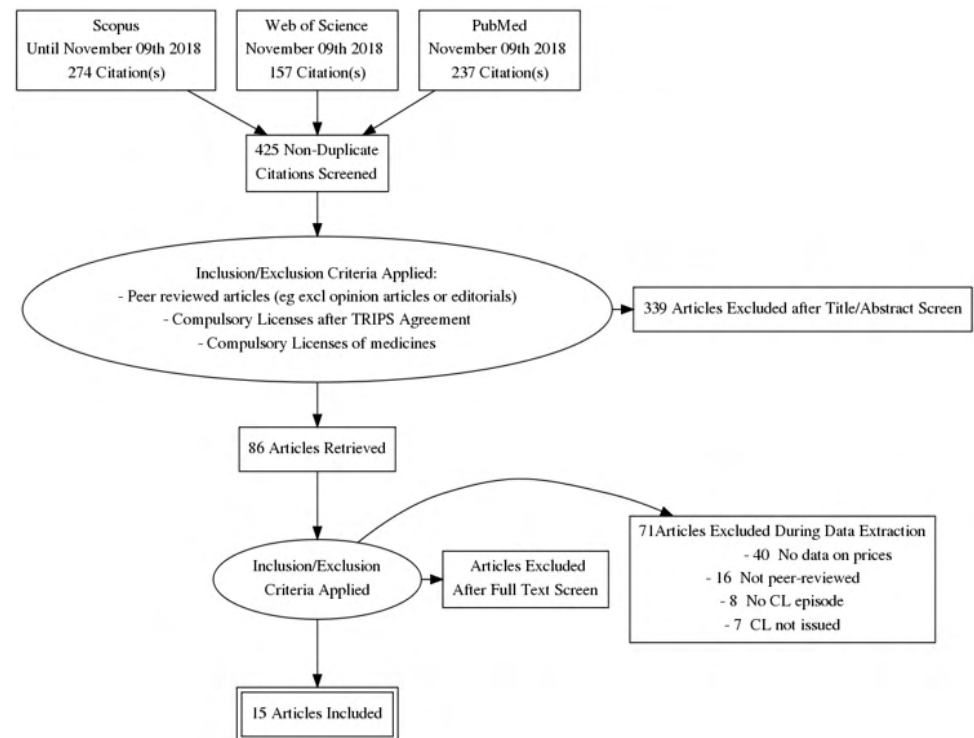 Scopus
Until November 09th 2018
274 Citation(s)
Web of Science
November 09th 2018
157 Citation(s)
PubMed
November 09th 2018
237 Citation(s)
425 Non-Duplicate
Citations Screened
Inclusion/Exclusion Criteria Applied:
- Peer reviewed articles (eg excl opinion articles or editorials)
- Compulsory Licenses after TRIPS Agreement
- Compulsory Licenses of medicines
339 Articles Excluded after Title/Abstract Screen
86 Articles Retrieved
71Articles Excluded During Data Extraction
- 40 No data on prices
- 16 Not peer-reviewed
- 8 No CL episode
- 7 CL not issued
Inclusion/Exclusion
Criteria Applied
Articles Excluded
After Full Text Screen
15 Articles Included